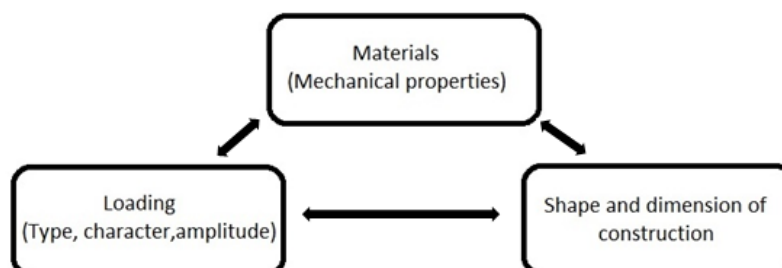 Materials
(Mechanical properties)
Loading
(Type, character,amplitude)
Shape and dimension of
construction